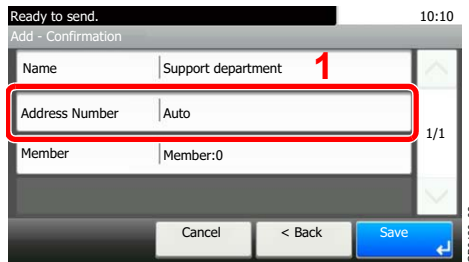 Ready to send. 10:10
Add - Confirmation
Name Support department 1
Address Number Auto
1/1
Member Member:0
Cancel < Back Save